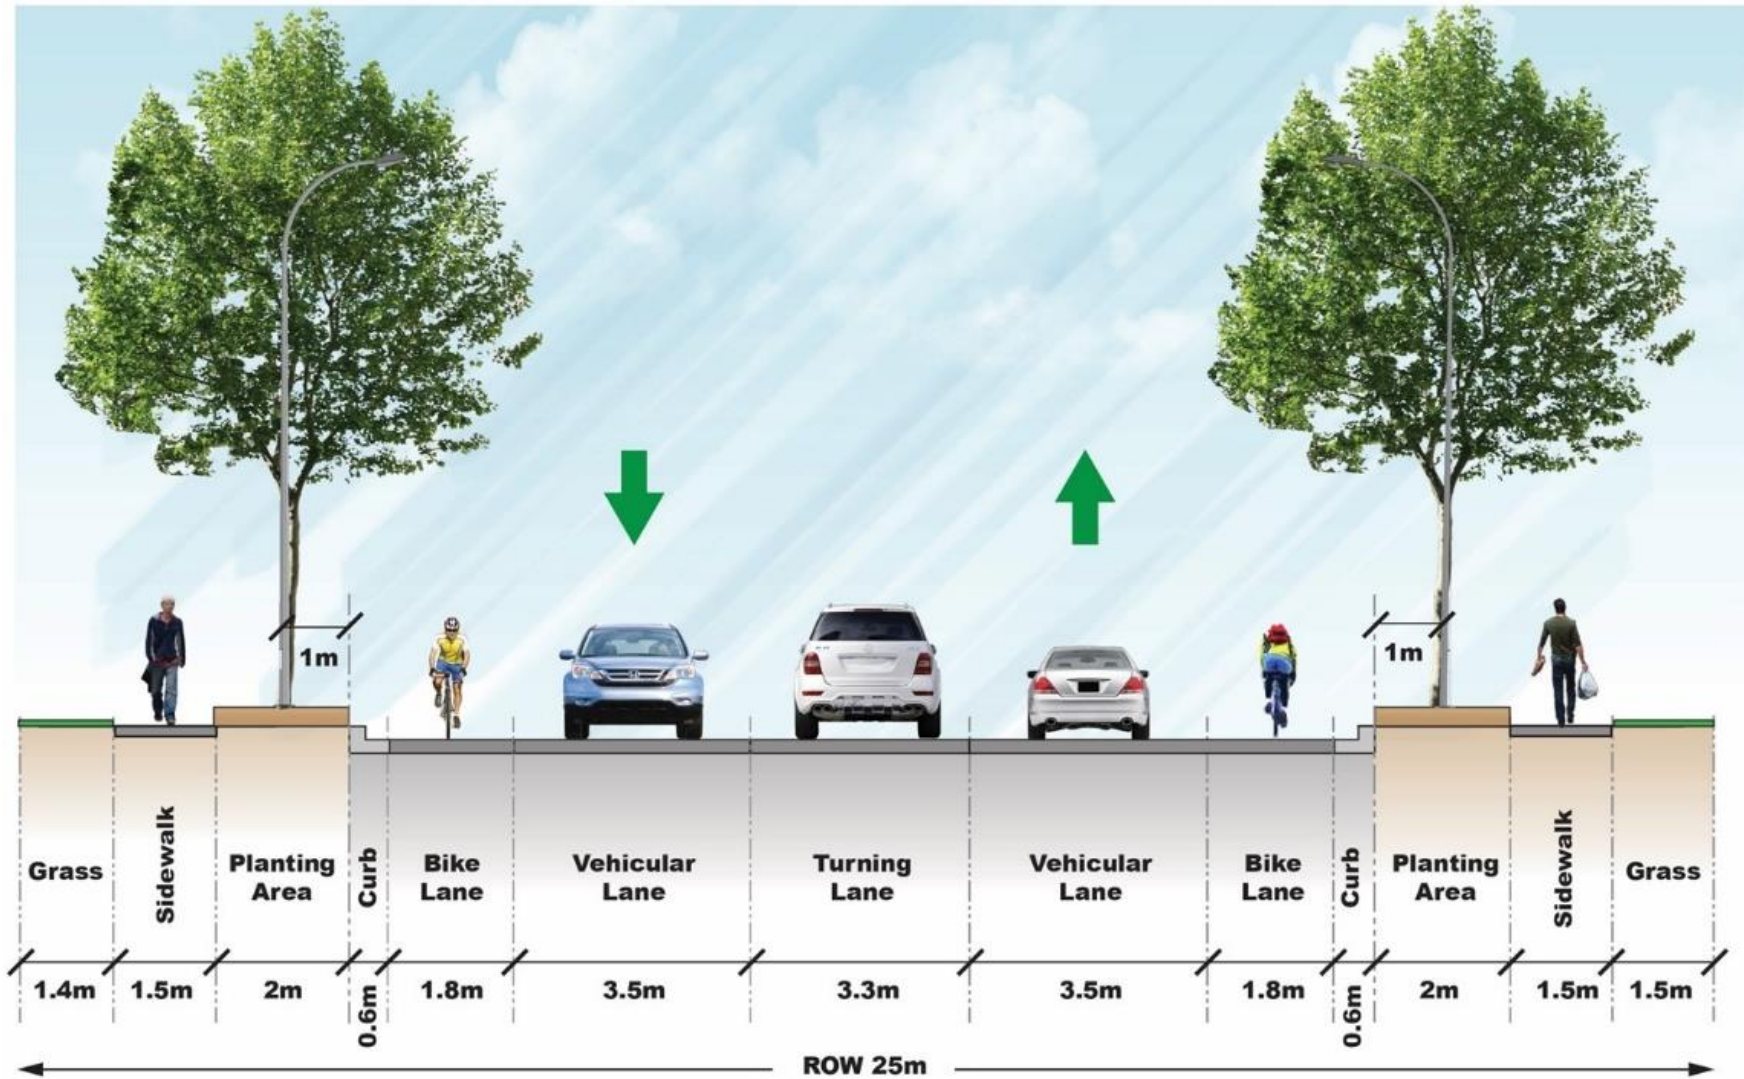 1m
1m
Grass
Sidewalk
Planting
Area
Curb
Bike
Lane
Vehicular
Lane
Turning
Lane
Vehicular
Lane
Bike
Lane
Curb
Planting
Area
Sidewalk
Grass
1.4m
1.5m
2m
0.6m
1.8m
3.5m
3.3m
3.5m
1.8m
0.6m
2m
1.5m
1.5m
ROW 25m